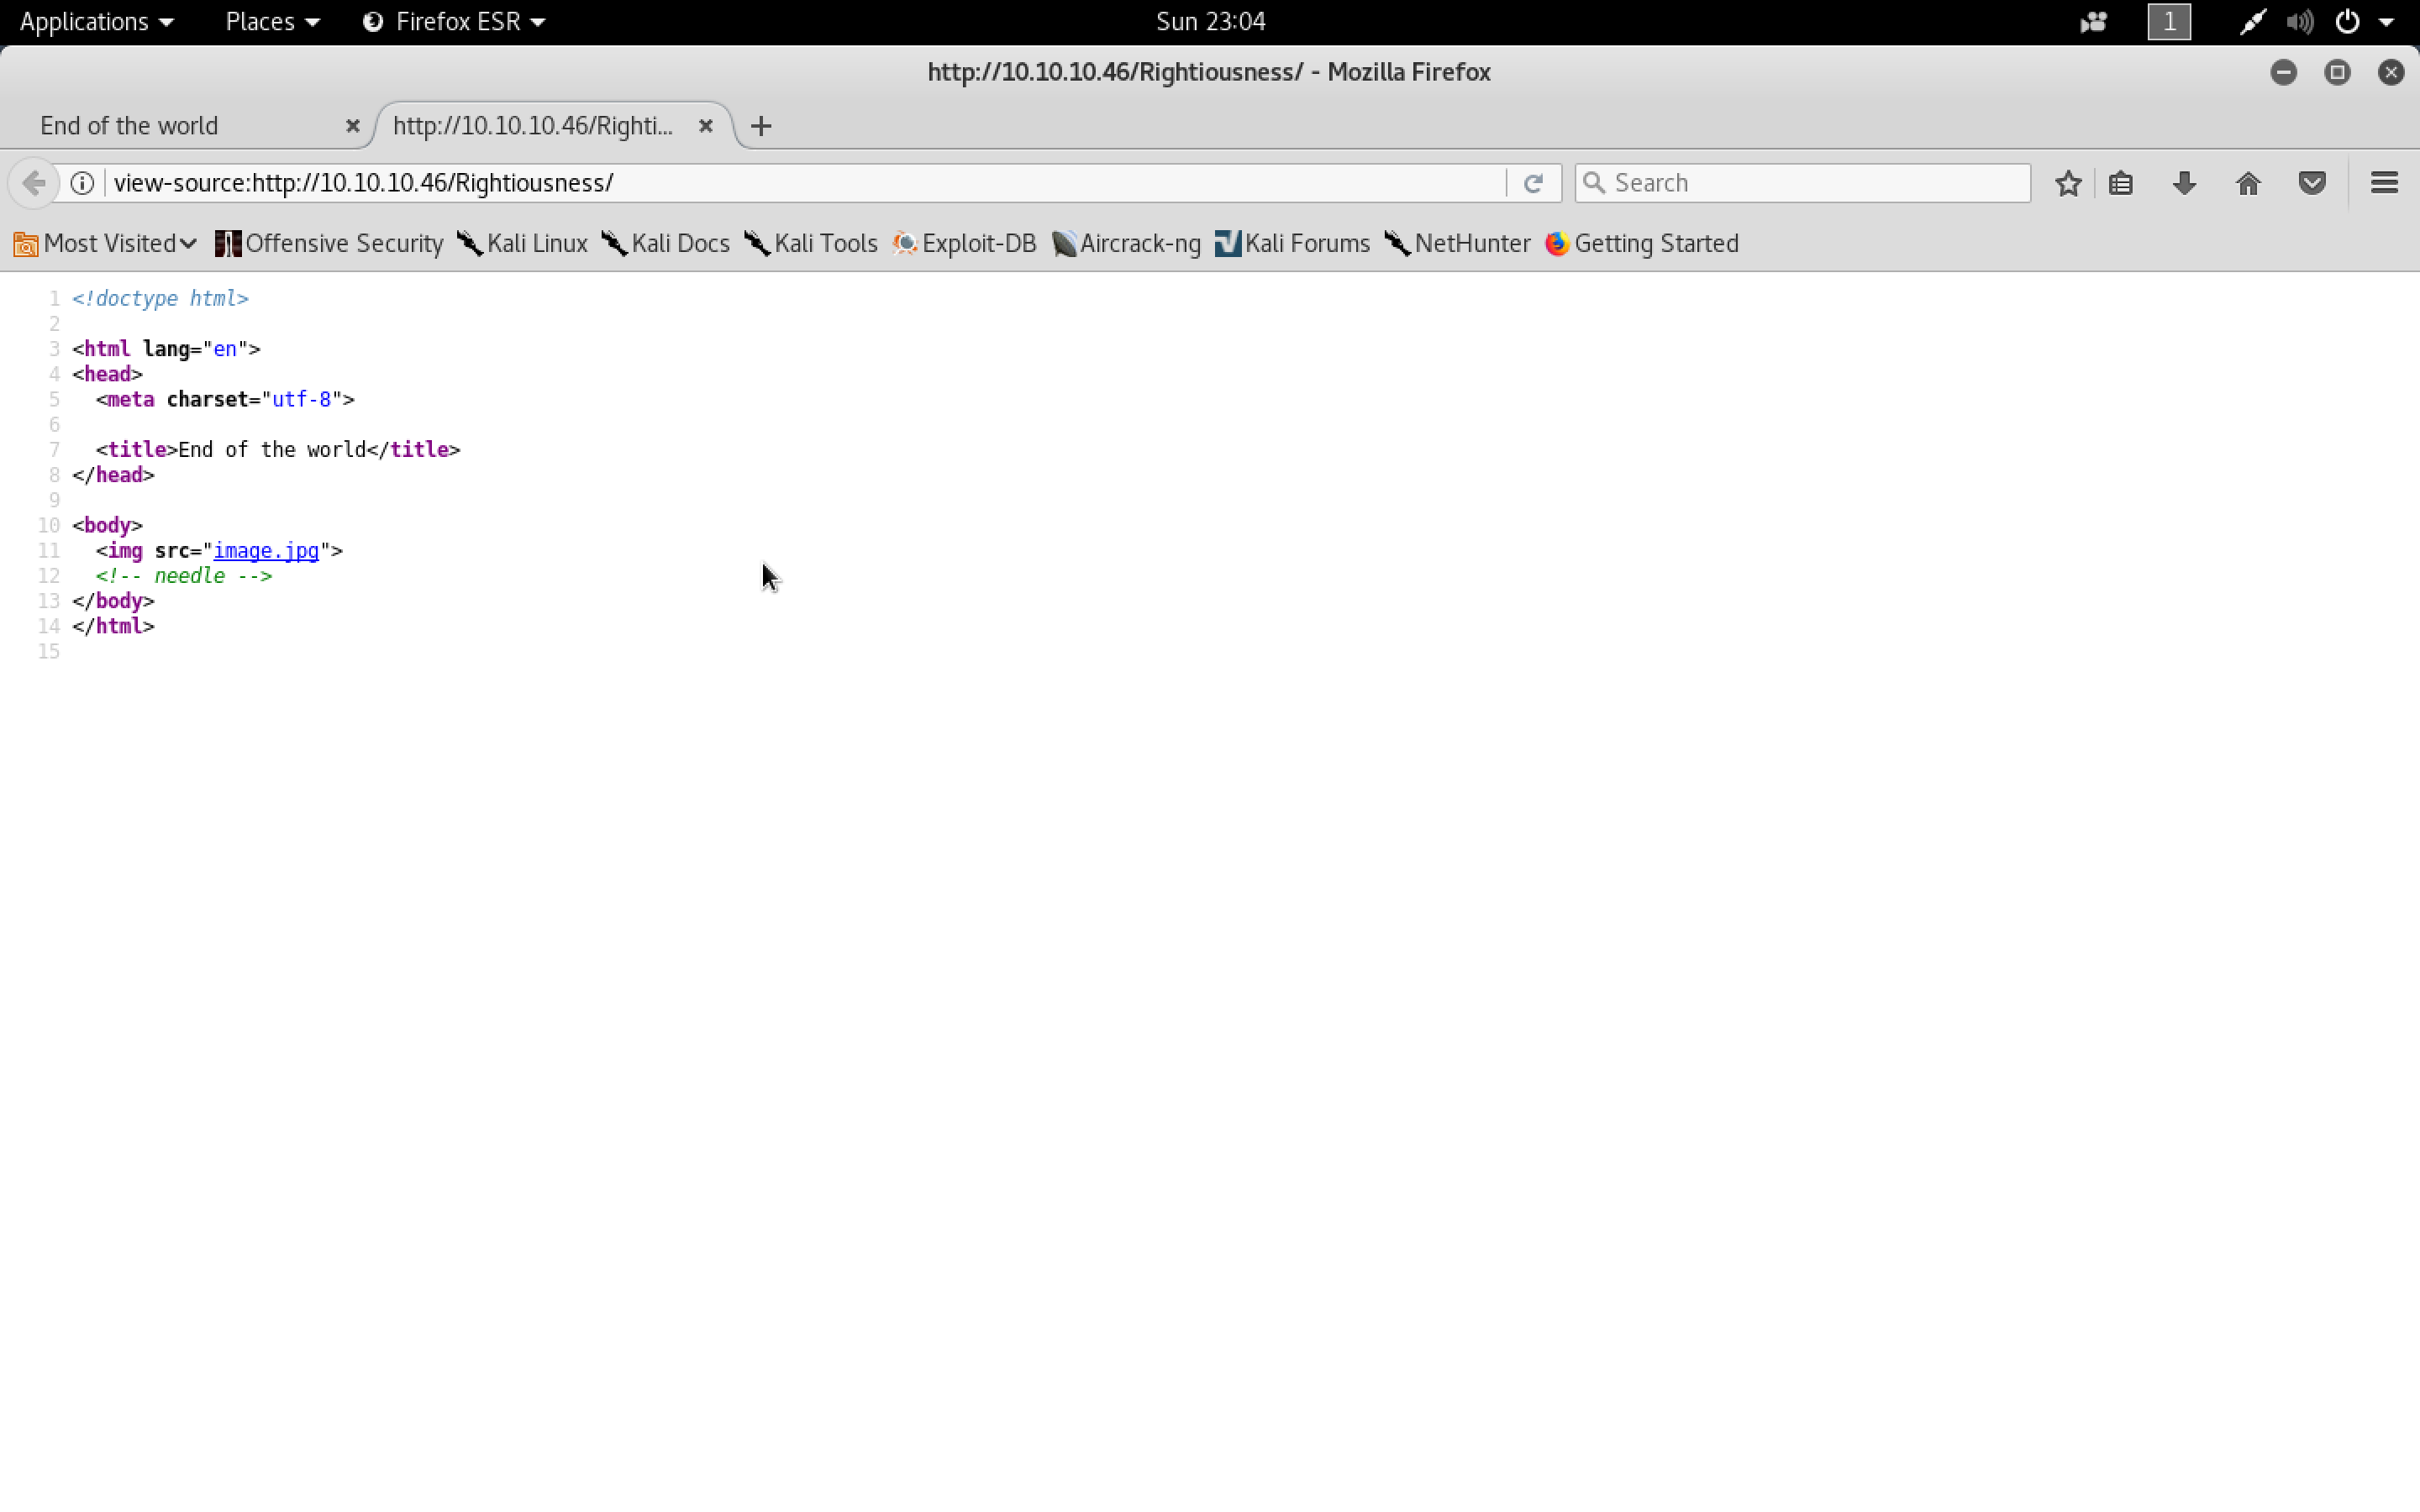 Applications Places Firefox ESR Sun 23:04 1
http://10.10.10.46/Rightiousness/ - Mozilla Firefox
End of the world http://10.10.10.46/Righti...
view-source:http://10.10.10.46/Rightiousness/ Search
Most Visited Offensive Security Kali Linux Kali Docs Kali Tools Exploit-DB Aircrack-ng Kali Forums NetHunter Getting Started
1 <!doctype html>
2
3 <html lang="en">
4 <head>
5   <meta charset="utf-8">
6
7   <title>End of the world</title>
8 </head>
9
10 <body>
11   <img src="image.jpg">
12   <!-- needle -->
13 </body>
14 </html>
15